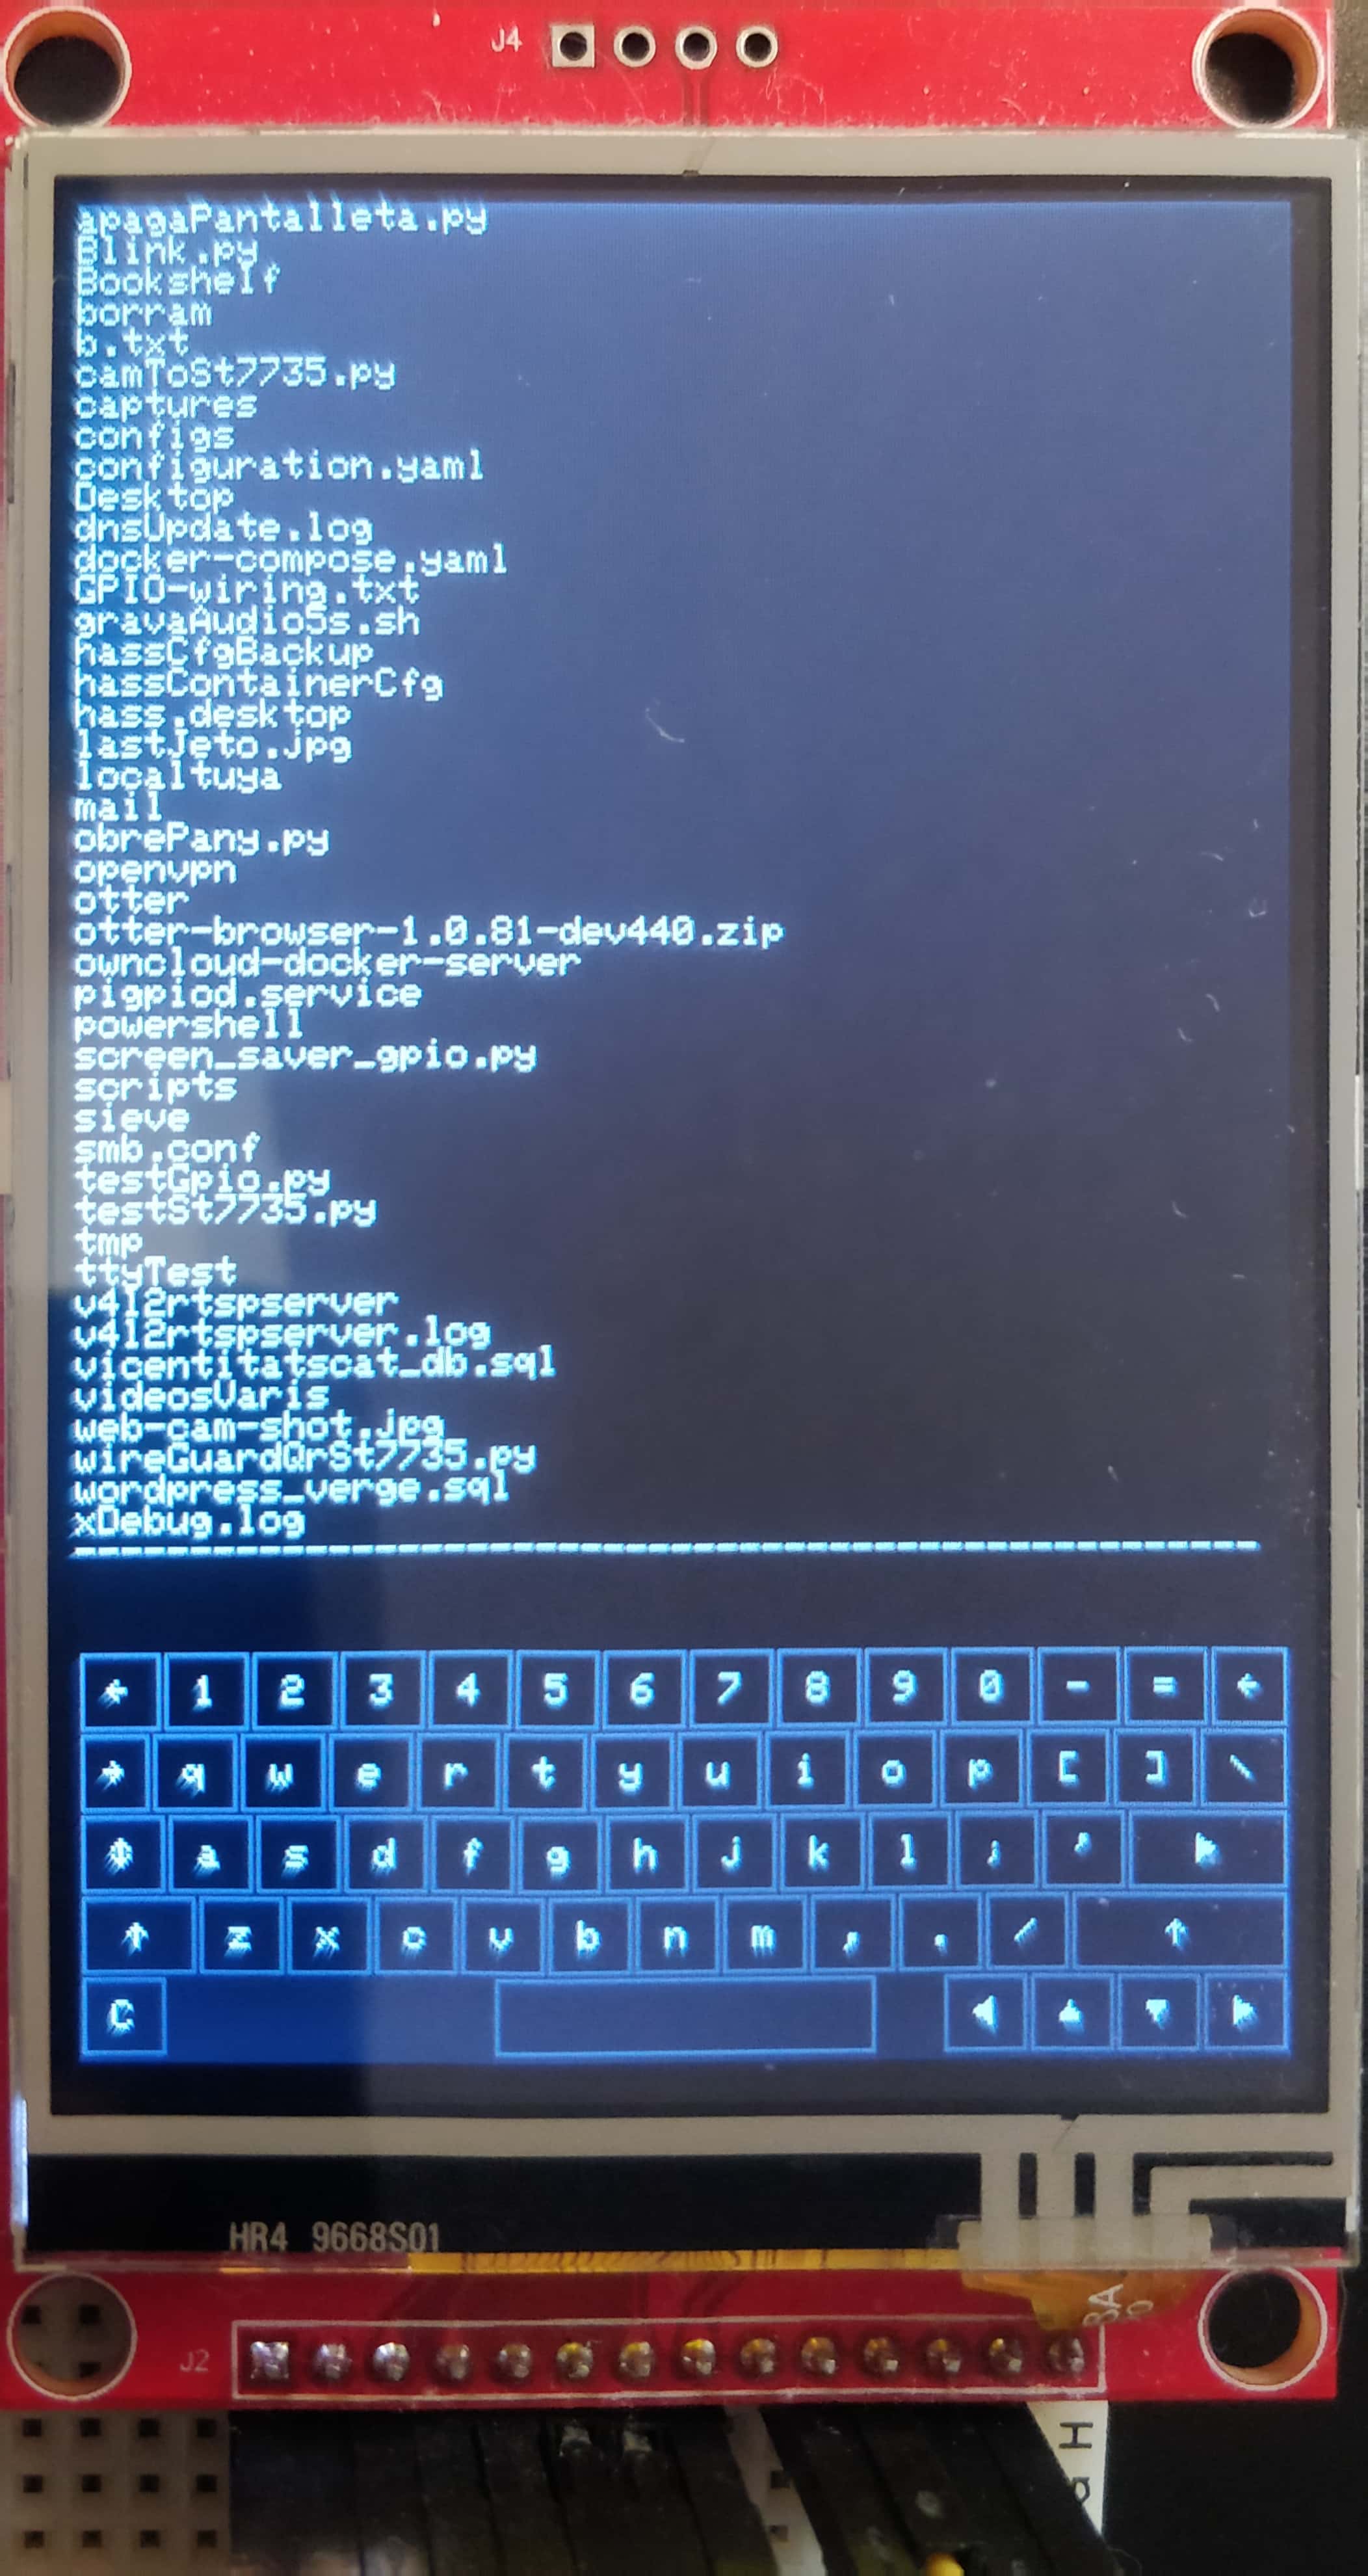 J4
apagaPantalleta.py
Blink.py
Bookshelf
borram
b.txt
camToSt7735.py
captures
configs
configuration.yaml
Desktop
dnsUpdate.log
docker-compose.yaml
GPIO-wiring.txt
gravaAudio5s.sh
hassCfgBackup
hassContainerCfg
hass.desktop
lastJeto.jpg
localtuya
mail
obrePany.py
openvpn
otter
otter-browser-1.0.81-dev440.zip
owncloud-docker-server
pigpiod.service
powershell
screen_saver_gpio.py
scripts
sieve
smb.conf
testGpio.py
testSt7735.py
tmp
ttyTest
v4l2rtspserver
v4l2rtspserver.log
vicentitatscat_db.sql
videosVaris
web-cam-shot.jpg
wireGuardQrSt7735.py
wordpress_verge.sql
xDebug.log
----------------------------------------------------
← 1 2 3 4 5 6 7 8 9 0 - = ←
→ q w e r t y u i o p [ ] \
↕ a s d f g h j k l ; ' ►
↑ z x c v b n m , . / ↑
C ◄ ▲ ▼ ►
HR4 9668S01
J2
H